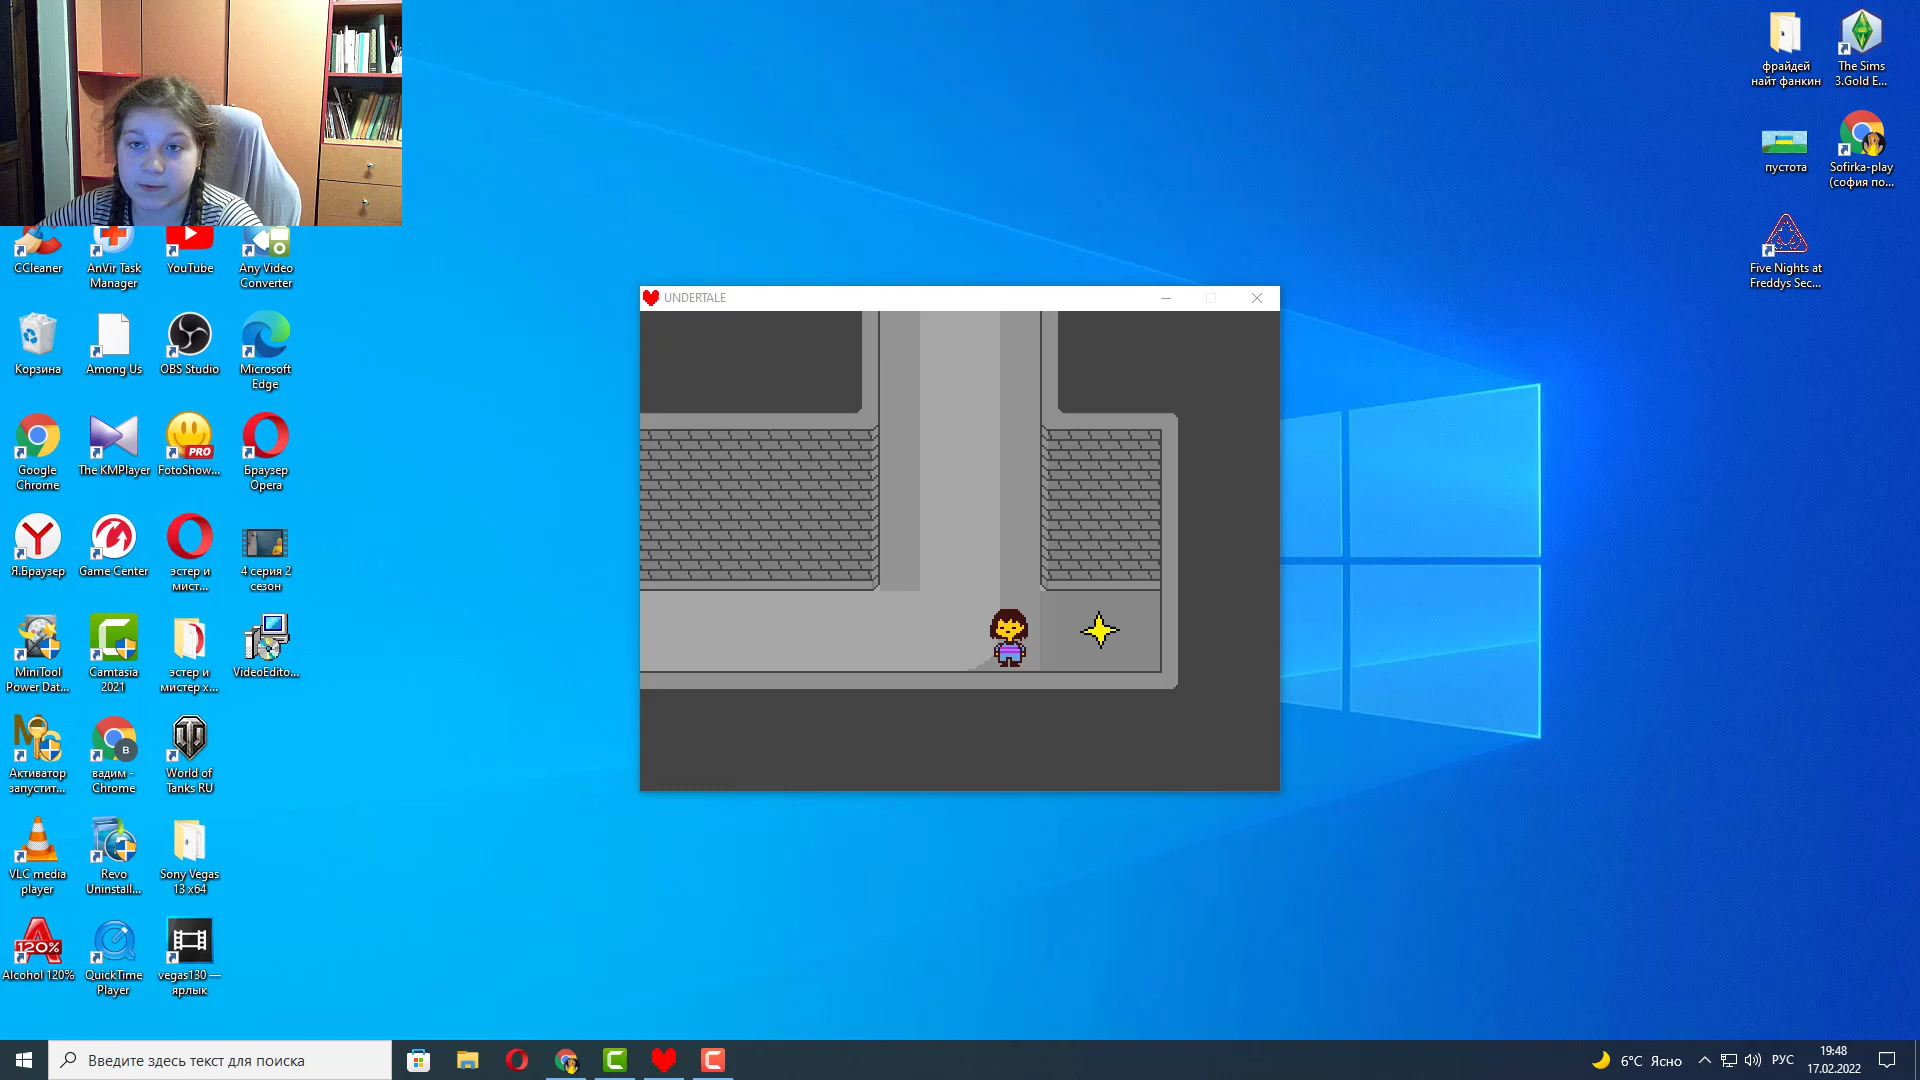 фрайдей
найт фанкин
The Sims
3.Gold E...
пустота
Sofirka-play
(софия по...
Five Nights at
Freddys Sec...
CCleaner
AnVir Task
Manager
YouTube
Any Video
Converter
UNDERTALE
Корзина
Among Us
OBS Studio
Microsoft
Edge
Google
Chrome
The KMPlayer
PRO
FotoShow...
Браузер
Opera
Я.Браузер
Game Center
эстер и
мист...
4 серия 2
сезон
MiniTool
Power Dat...
Camtasia
2021
эстер и
мистер х...
VideoEdito...
Активатор
запустит...
вадим -
Chrome
World of
Tanks RU
VLC media
player
Revo
Uninstall...
Sony Vegas
13 x64
120%
Alcohol 120%
QuickTime
Player
vegas130 —
ярлык
Введите здесь текст для поиска
6°C Ясно
РУС
19:48
17.02.2022